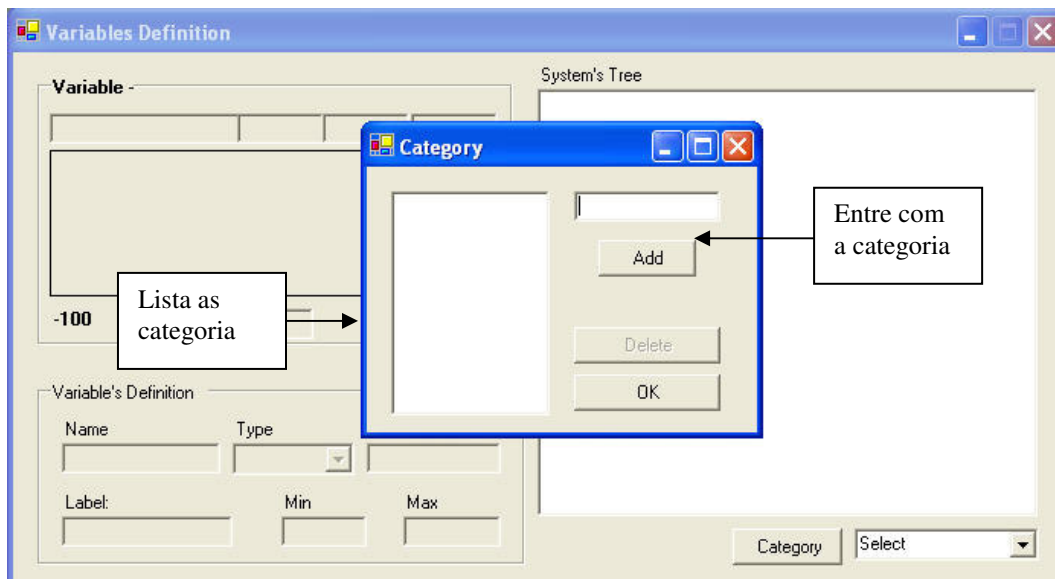 Variables Definition
System's Tree
Variable -
Category
Entre com
a categoria
Add
Lista as
categoria
-100
Delete
OK
Variable's Definition
Name Type
Label: Min Max
Category Select